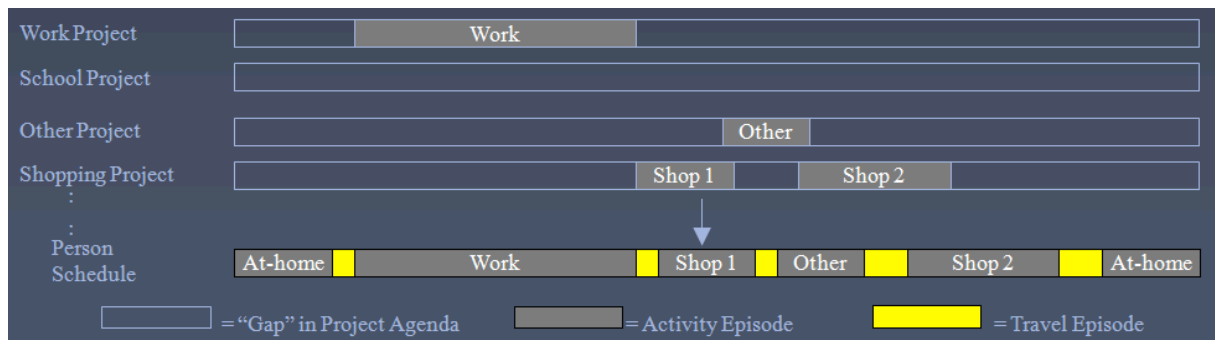 Work Project Work
School Project
Other Project Other
Shopping Project Shop 1 Shop 2
:
:
Person
Schedule
At-home Work Shop 1 Other Shop 2 At-home
= “Gap” in Project Agenda = Activity Episode = Travel Episode